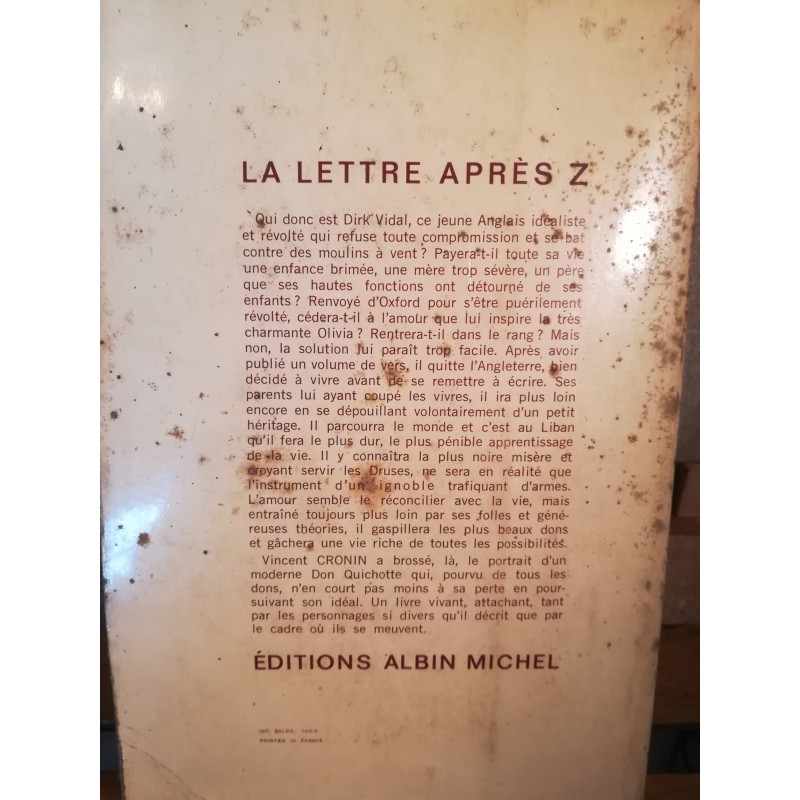 LA LETTRE APRÈS Z
Qui donc est Dirk Vidal, ce jeune Anglais idéaliste
et révolté qui refuse toute compromission et se bat
contre des moulins à vent ? Payera-t-il toute sa vie
une enfance brimée, une mère trop sévère, un père
que ses hautes fonctions ont détourné de ses
enfants ? Renvoyé d'Oxford pour s'être puérilement
révolté, cédera-t-il à l'amour que lui inspire la très
charmante Olivia ? Rentrera-t-il dans le rang ? Mais
non, la solution lui paraît trop facile. Après avoir
publié un volume de vers, il quitte l'Angleterre, bien
décidé à vivre avant de se remettre à écrire. Ses
parents lui ayant coupé les vivres, il ira plus loin
encore en se dépouillant volontairement d'un petit
héritage. Il parcourra le monde et c'est au Liban
qu'il fera le plus dur, le plus pénible apprentissage
de la vie. Il y connaîtra la plus noire misère et
croyant servir les Druses, ne sera en réalité que
l'instrument d'un ignoble trafiquant d'armes.
L'amour semble le réconcilier avec la vie, mais
entraîné toujours plus loin par ses folles et géné-
reuses théories, il gaspillera les plus beaux dons
et gâchera une vie riche de toutes les possibilités.
Vincent CRONIN a brossé, là, le portrait d'un
moderne Don Quichotte qui, pourvu de tous les
dons, n'en court pas moins à sa perte en pour-
suivant son idéal. Un livre vivant, attachant, tant
par les personnages si divers qu'il décrit que par
le cadre où ils se meuvent.
ÉDITIONS ALBIN MICHEL
IMP. PARIS
PRINTED IN FRANCE